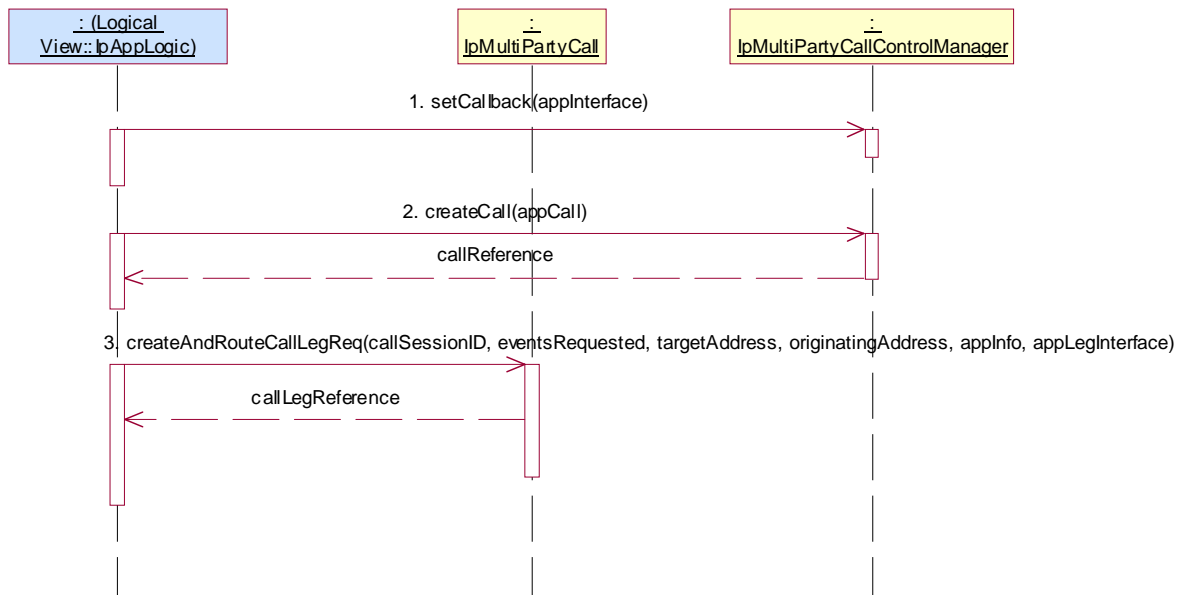 : (Logical
View::IpAppLogic)
:
IpMultiPartyCall
:
IpMultiPartyCallControlManager
1. setCallback(appInterface)
2. createCall(appCall)
callReference
3. createAndRouteCallLegReq(callSessionID, eventsRequested, targetAddress, originatingAddress, appInfo, appLegInterface)
callLegReference